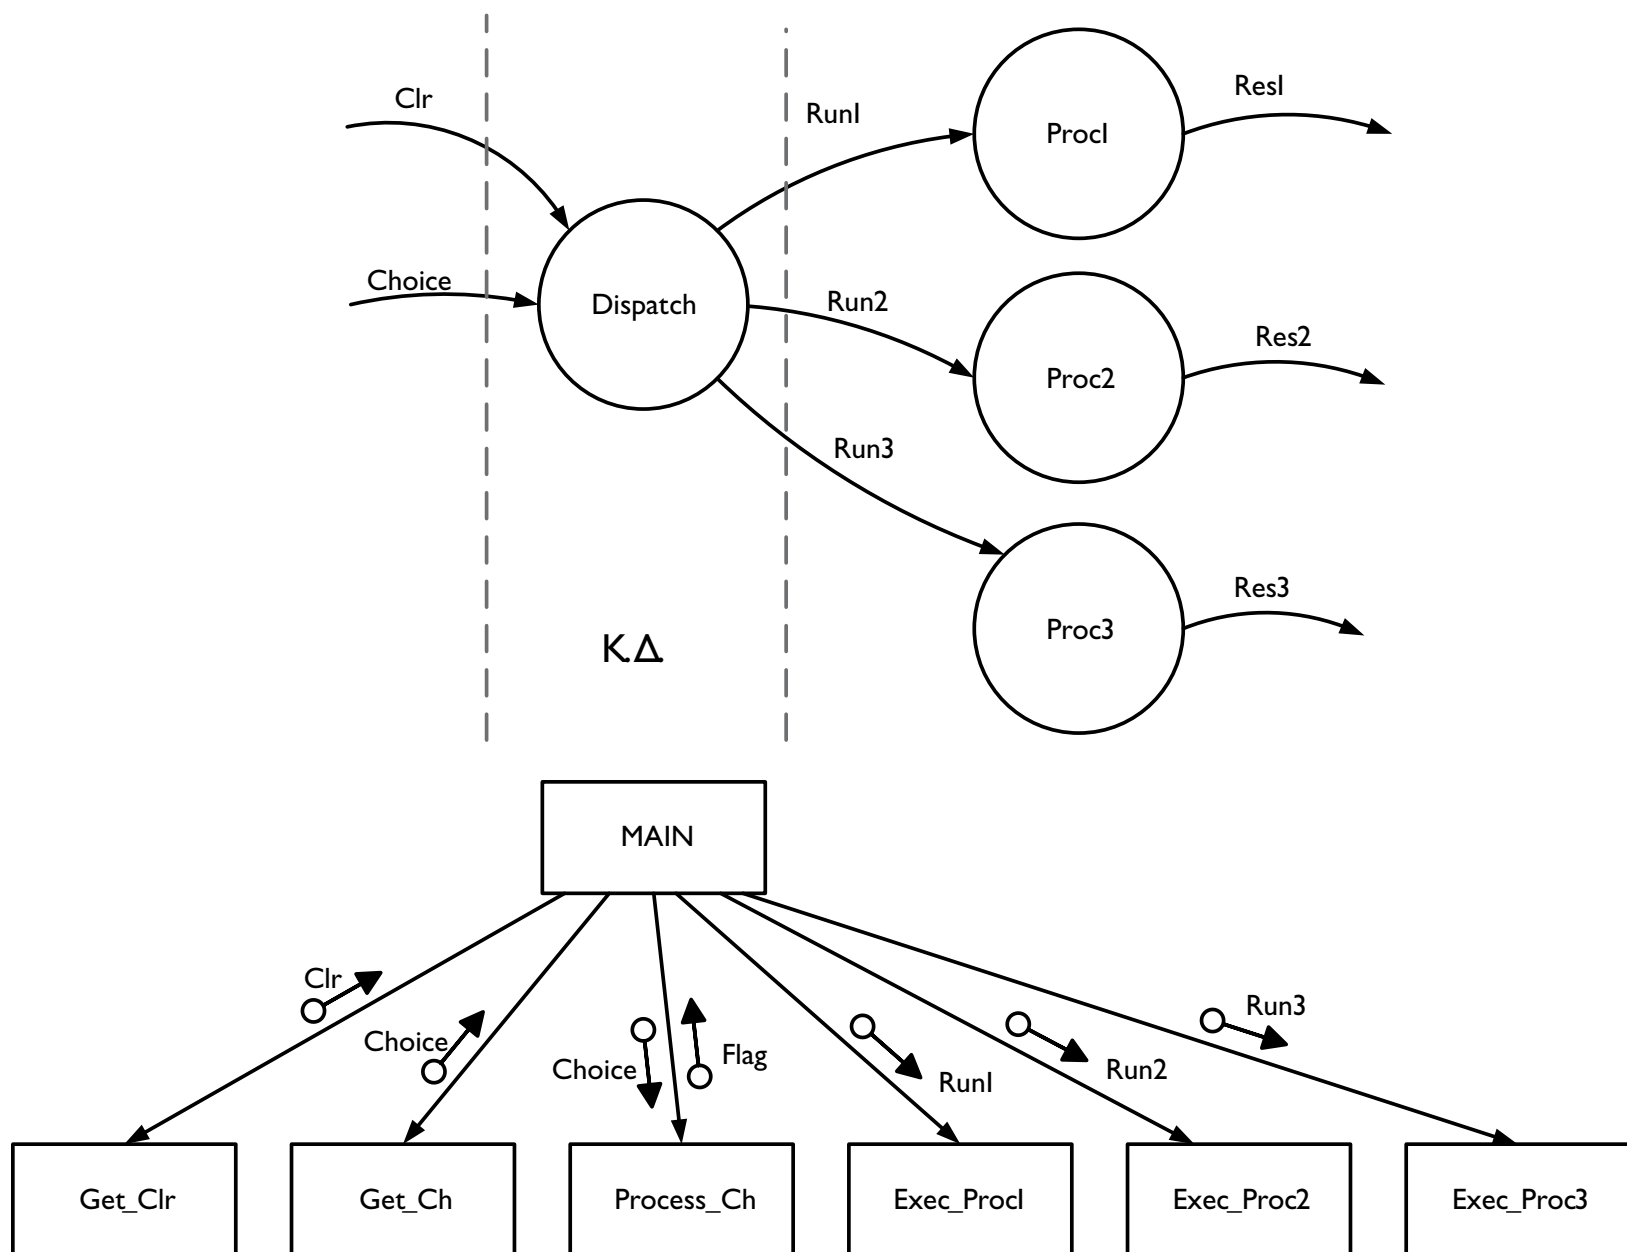 Clr
Res1
Run1
Proc1
Choice
Dispatch
Run2
Res2
Proc2
Run3
Res3
Proc3
Κ.Δ.
MAIN
Clr
Choice
Choice
Flag
Run1
Run2
Run3
Get_Clr
Get_Ch
Process_Ch
Exec_Proc1
Exec_Proc2
Exec_Proc3